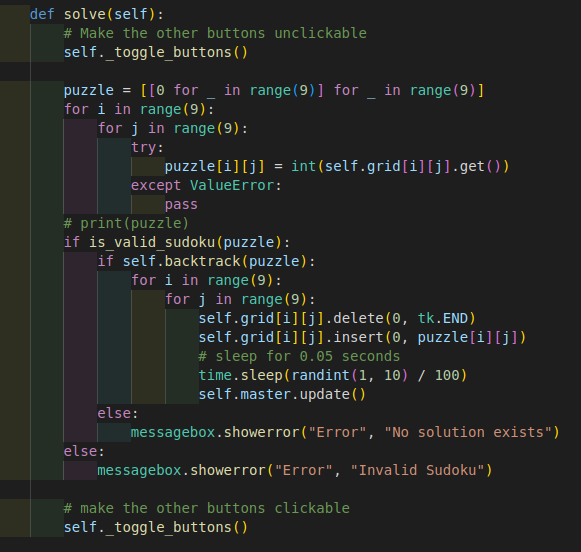 def solve(self):
    # Make the other buttons unclickable
    self._toggle_buttons()

    puzzle = [[0 for _ in range(9)] for _ in range(9)]
    for i in range(9):
        for j in range(9):
            try:
                puzzle[i][j] = int(self.grid[i][j].get())
            except ValueError:
                pass
    # print(puzzle)
    if is_valid_sudoku(puzzle):
        if self.backtrack(puzzle):
            for i in range(9):
                for j in range(9):
                    self.grid[i][j].delete(0, tk.END)
                    self.grid[i][j].insert(0, puzzle[i][j])
                    # sleep for 0.05 seconds
                    time.sleep(randint(1, 10) / 100)
                    self.master.update()
        else:
            messagebox.showerror("Error", "No solution exists")
    else:
        messagebox.showerror("Error", "Invalid Sudoku")

    # make the other buttons clickable
    self._toggle_buttons()